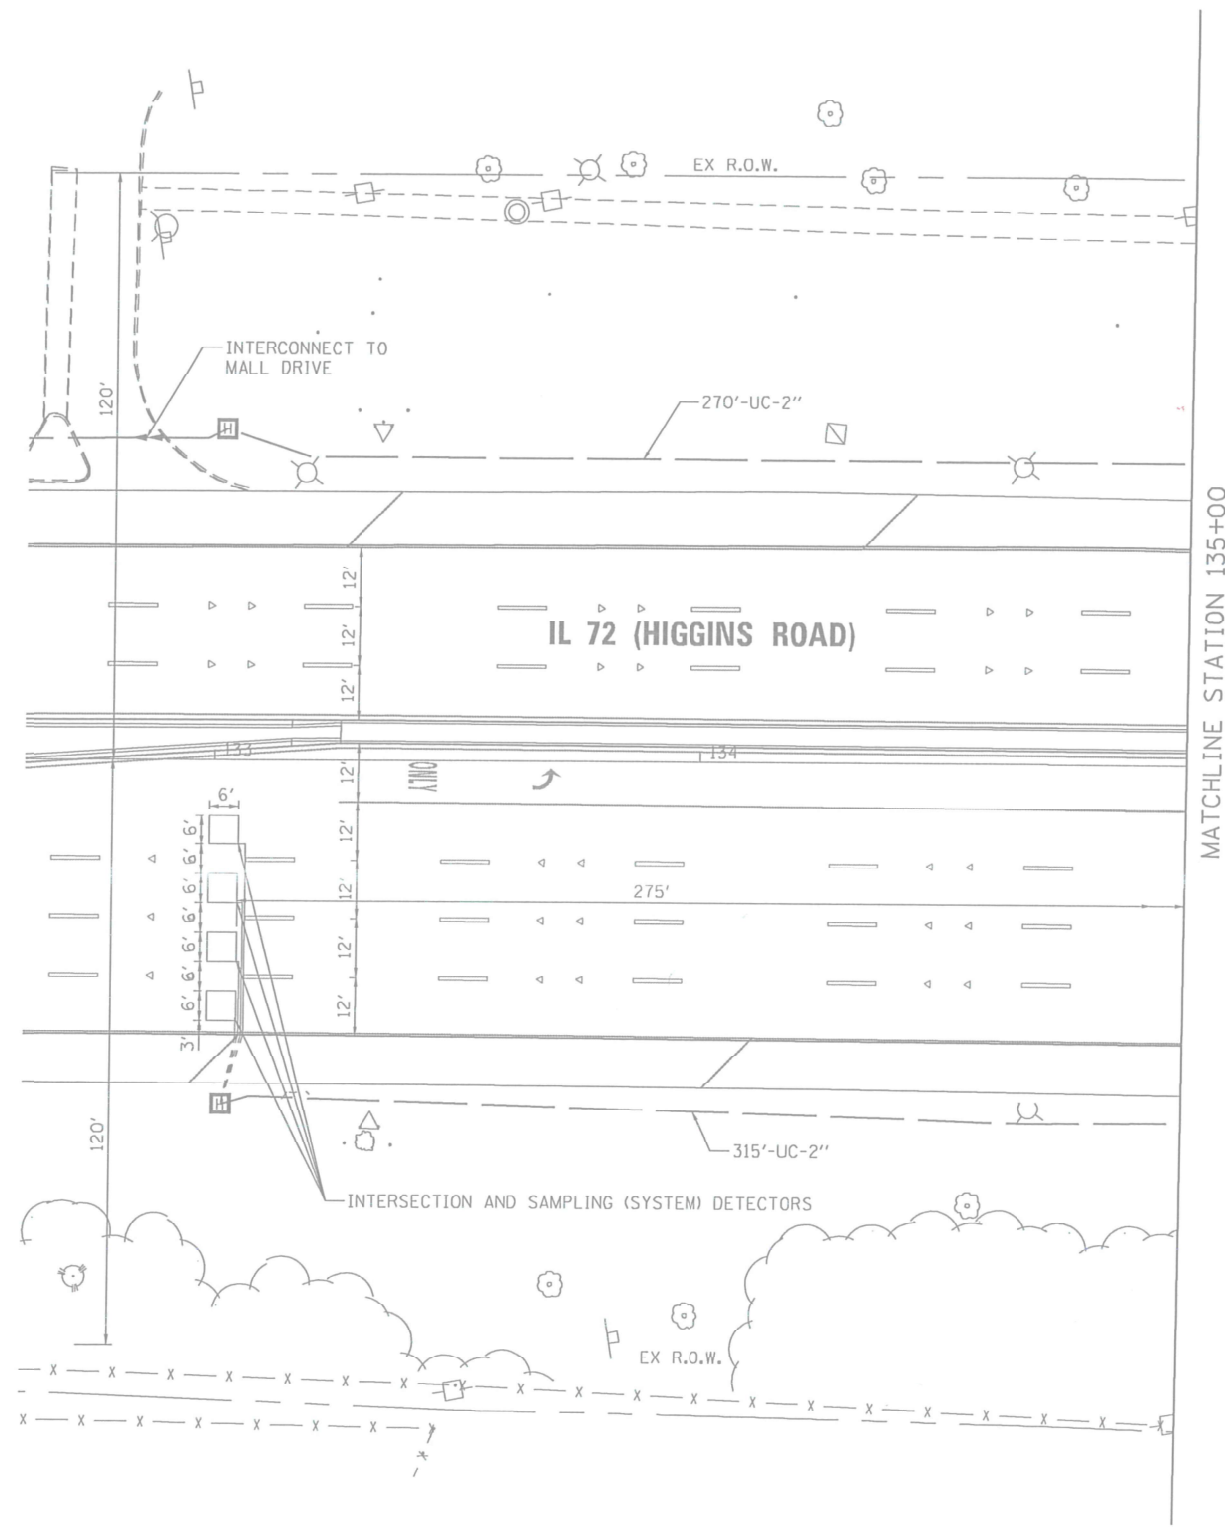 EX R.O.W.
INTERCONNECT TO
MALL DRIVE
120'
270'-UC-2''
H
12'
12'
IL 72 (HIGGINS ROAD)
12'
MATCHLINE STATION 135+00
133
134
12'
ONLY
6'
12'
6'
6'
6'
12'
275'
6'
6'
12'
6'
6'
12'
3'
H
120'
315'-UC-2''
INTERSECTION AND SAMPLING (SYSTEM) DETECTORS
EX R.O.W.
X X X X X X X X X X X X X X X X X X X X
X X X X X X X